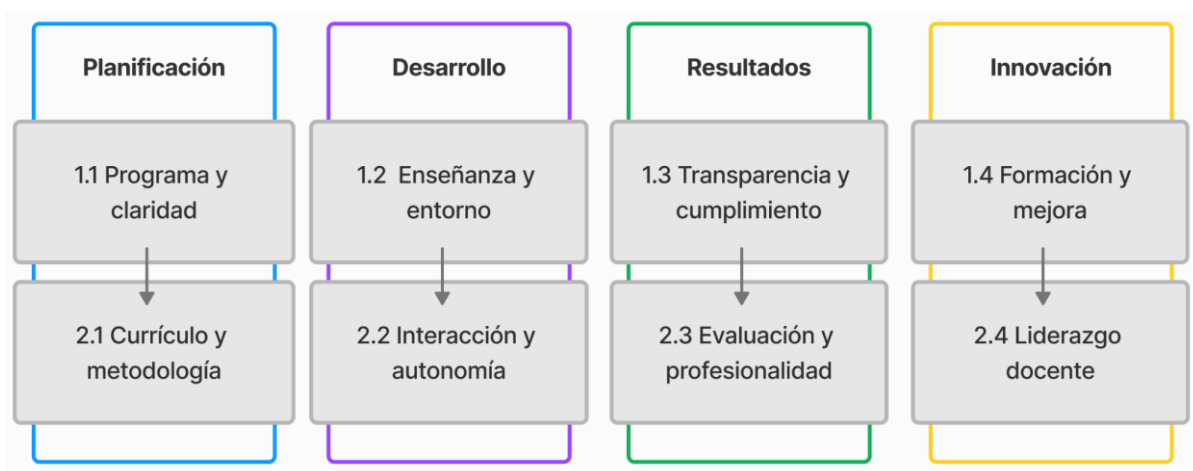 Planificación
Desarrollo
Resultados
Innovación
1.1 Programa y
claridad
1.2 Enseñanza y
entorno
1.3 Transparencia y
cumplimiento
1.4 Formación y
mejora
2.1 Currículo y
metodología
2.2 Interacción y
autonomía
2.3 Evaluación y
profesionalidad
2.4 Liderazgo
docente